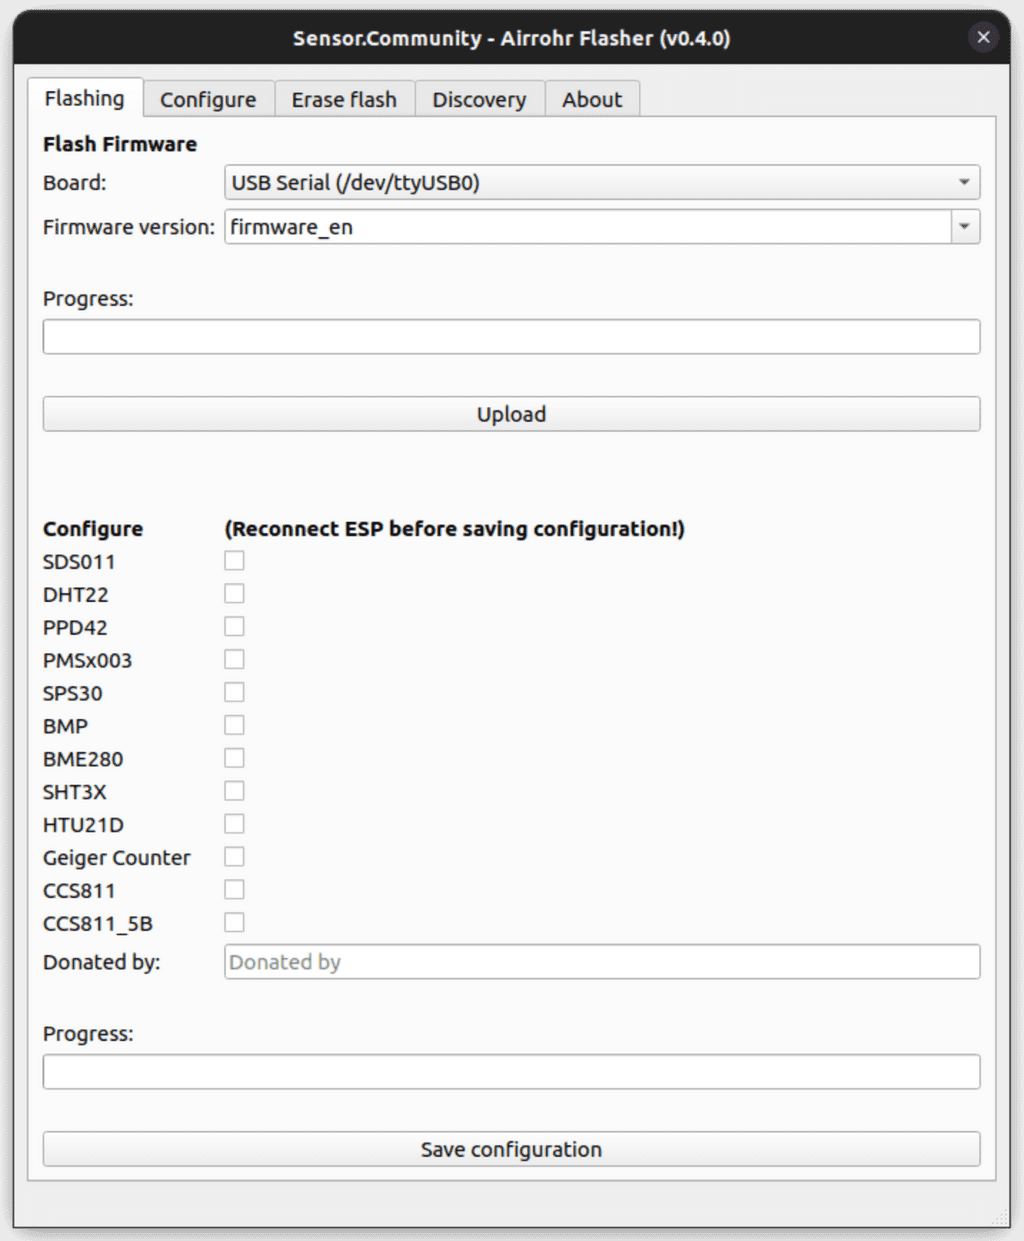 Sensor.Community - Airrohr Flasher (v0.4.0)
Flashing Configure Erase flash Discovery About
Flash Firmware
Board: USB Serial (/dev/ttyUSB0)
Firmware version: firmware_en
Progress:
Upload
Configure (Reconnect ESP before saving configuration!)
SDS011
DHT22
PPD42
PMSx003
SPS30
BMP
BME280
SHT3X
HTU21D
Geiger Counter
CCS811
CCS811_5B
Donated by: Donated by
Progress:
Save configuration